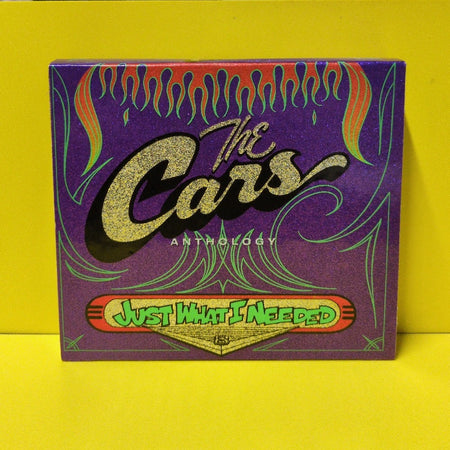 The
Cars
ANTHOLOGY
JUST WHAT I NEEDED